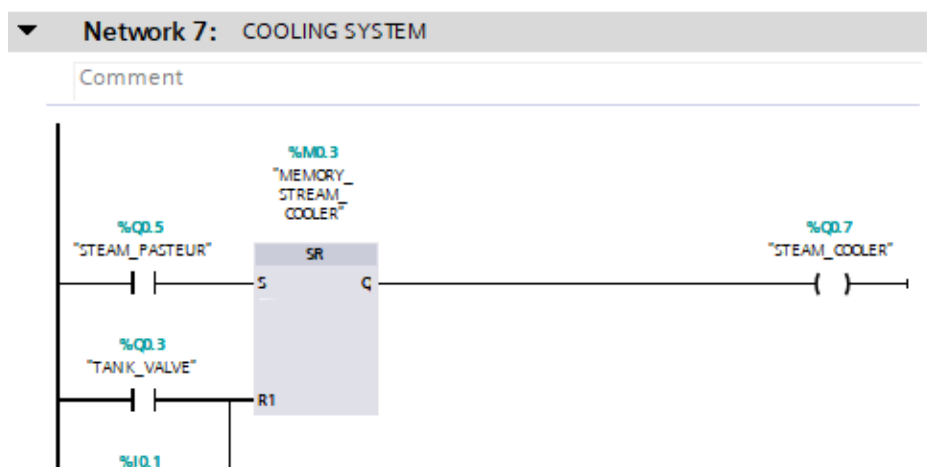 Network 7: COOLING SYSTEM
Comment
%M0.3
"MEMORY_
STREAM_
COOLER"
%Q0.5
"STEAM_PASTEUR"
SR
%Q0.7
"STEAM_COOLER"
S
Q
%Q0.3
"TANK_VALVE"
R1
%I0.1